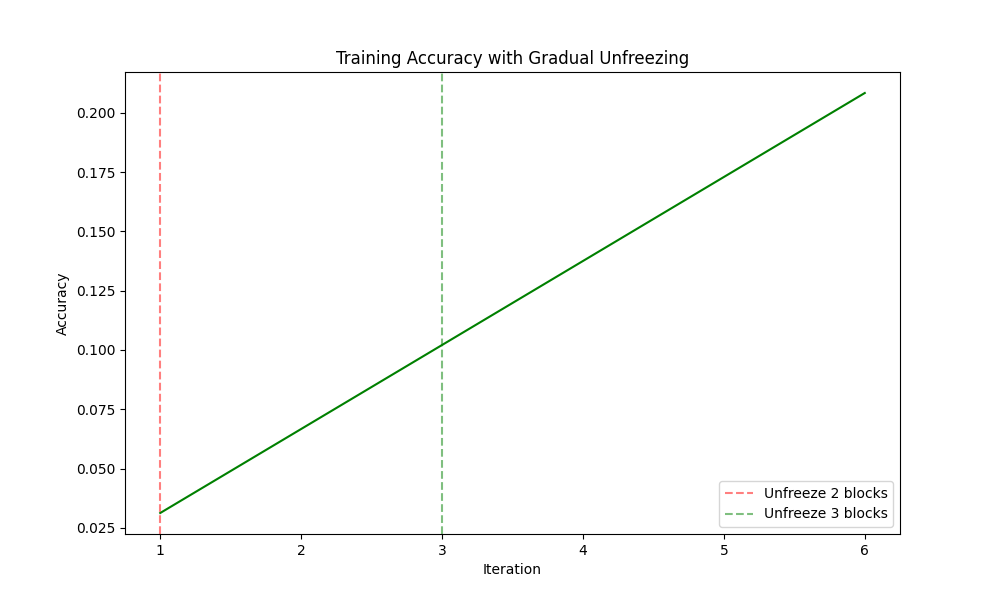 Training Accuracy with Gradual Unfreezing
0.200
0.175
0.150
0.125
0.100
0.075
0.050
0.025
Accuracy
Unfreeze 2 blocks
Unfreeze 3 blocks
1 2 3 4 5 6
Iteration